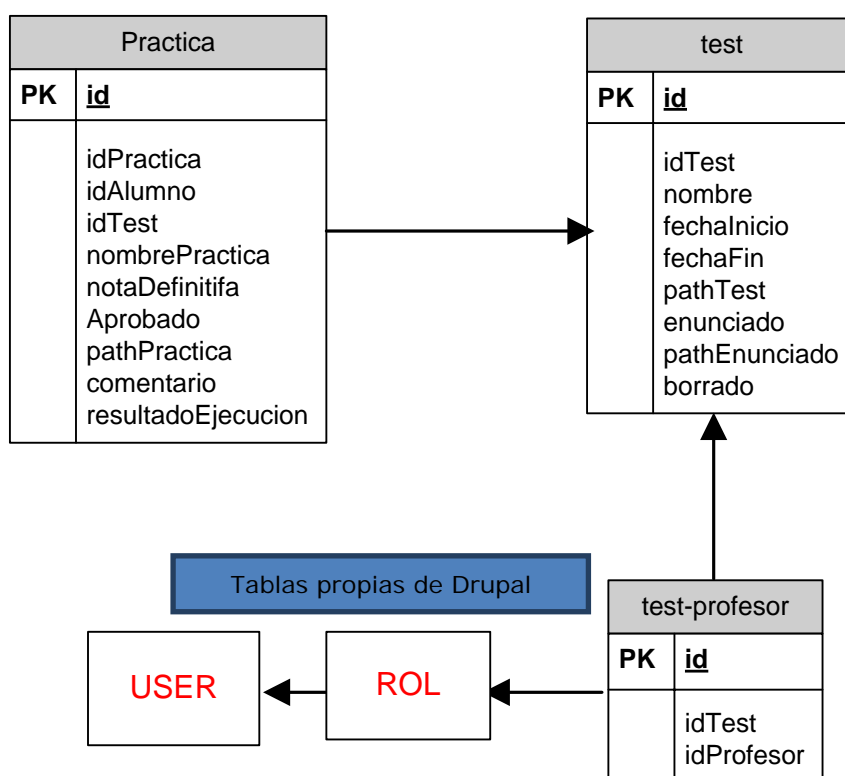 Practica
PK id
idPractica
idAlumno
idTest
nombrePractica
notaDefinitifa
Aprobado
pathPractica
comentario
resultadoEjecucion
test
PK id
idTest
nombre
fechaInicio
fechaFin
pathTest
enunciado
pathEnunciado
borrado
Tablas propias de Drupal
USER
ROL
test-profesor
PK id
idTest
idProfesor